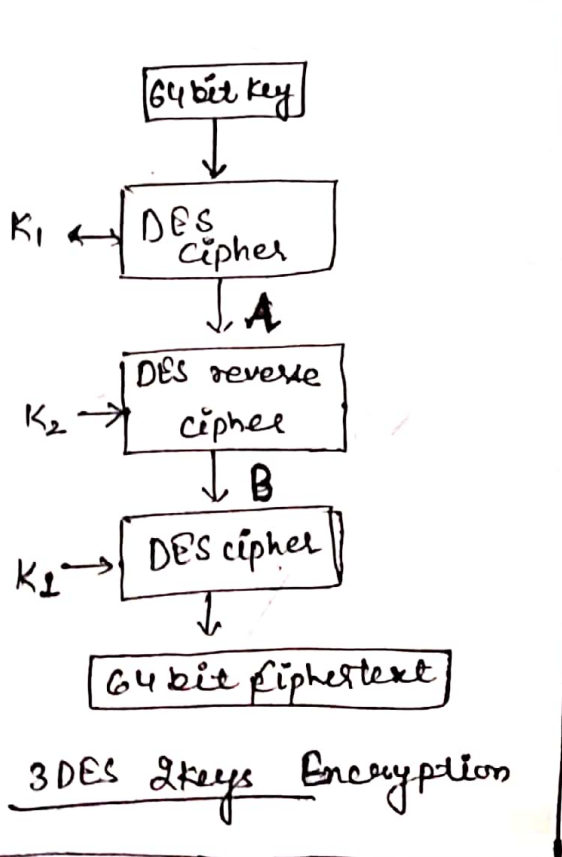 64 bit key
K1
DES
cipher
A
DES reverse
K2
cipher
B
DES cipher
K1
64 bit Ciphertext
3DES 2keys Encryption